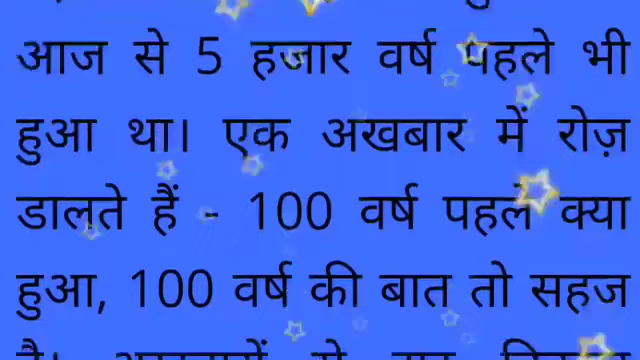 आज से 5 हजार वर्ष पहले भी
हुआ था। एक अखबार में रोज़
डालते हैं - 100 वर्ष पहले क्या
हुआ, 100 वर्ष की बात तो सहज